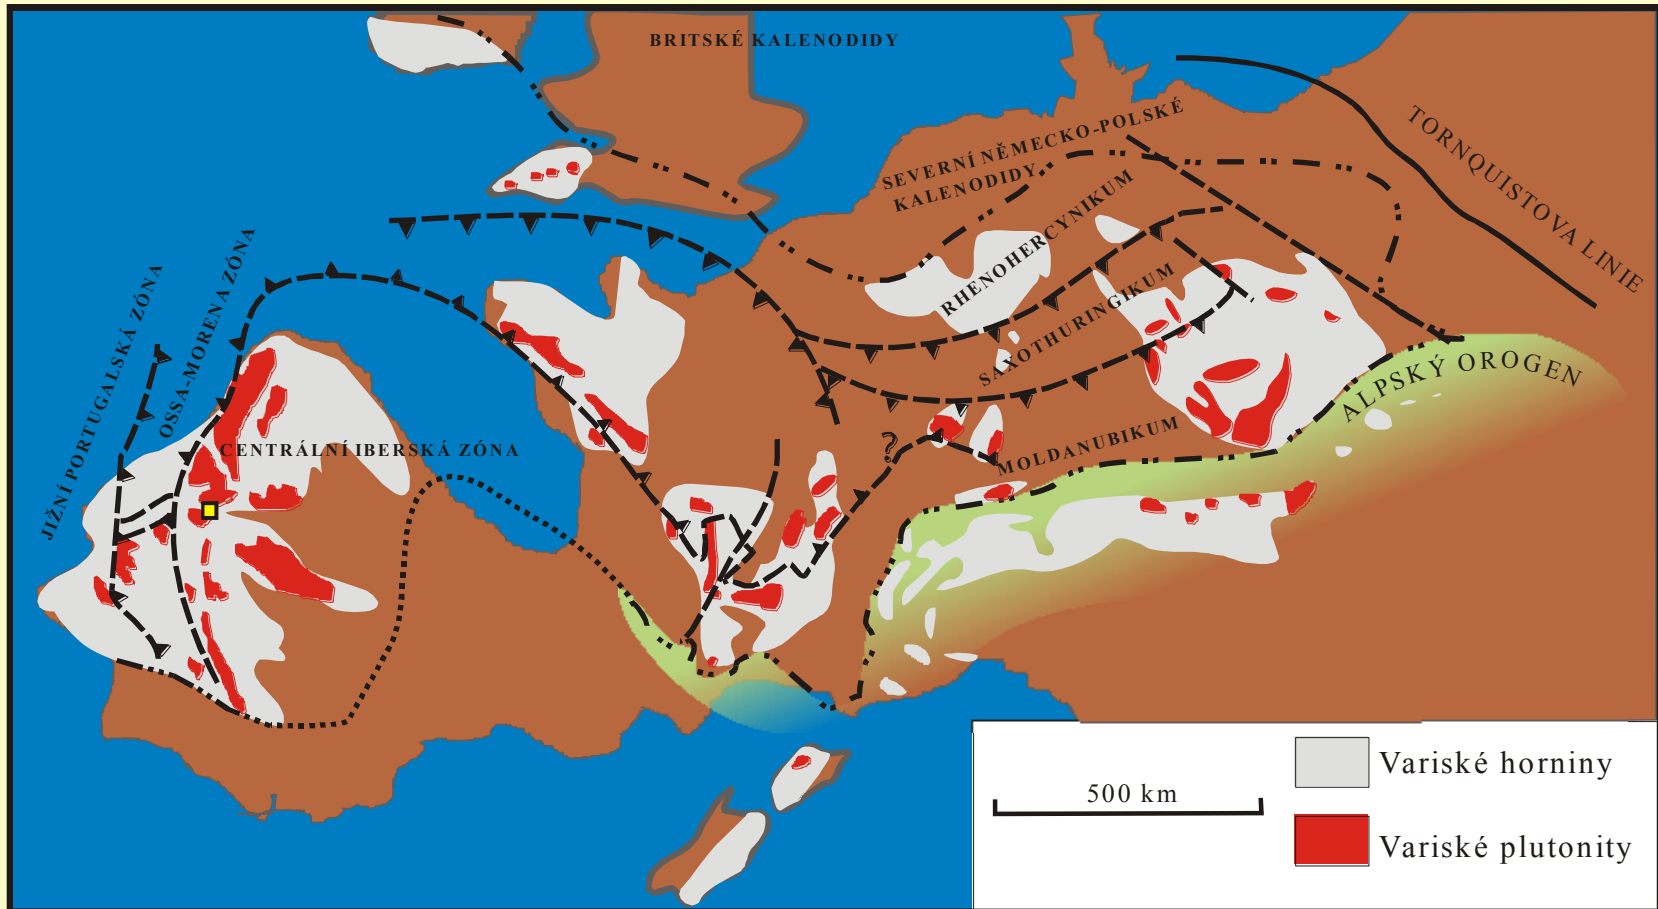 BRITSKÉ KALENODIDY
SEVERNÍ NĚMECKO-POLSKÉ
KALENODIDY
TORNQUISTOVA LINIE
RHENOHERCYNIKUM
SAXOTHURINGIKUM
MOLDANUBIKUM
ALPSKÝ OROGEN
JIŽNÍ PORTUGALSKÁ ZÓNA
OSSA-MORENA ZÓNA
CENTRÁLNÍ IBERSKÁ ZÓNA
?
500 km
Variské horniny
Variské plutonity